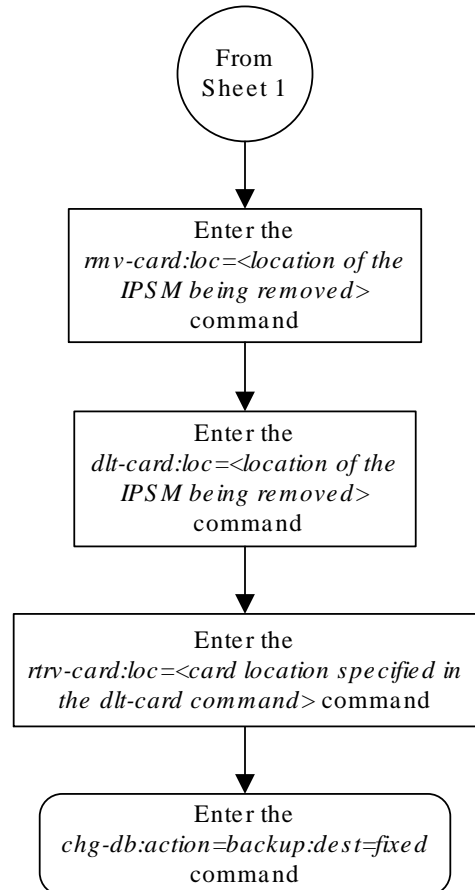 From
Sheet 1
Enter the
rmv-card:loc=<location of the
IPSM being removed>
command
Enter the
dlt-card:loc=<location of the
IPSM being removed>
command
Enter the
rtrv-card:loc=<card location specified in
the dlt-card command> command
Enter the
chg-db:action=backup:dest=fixed
command